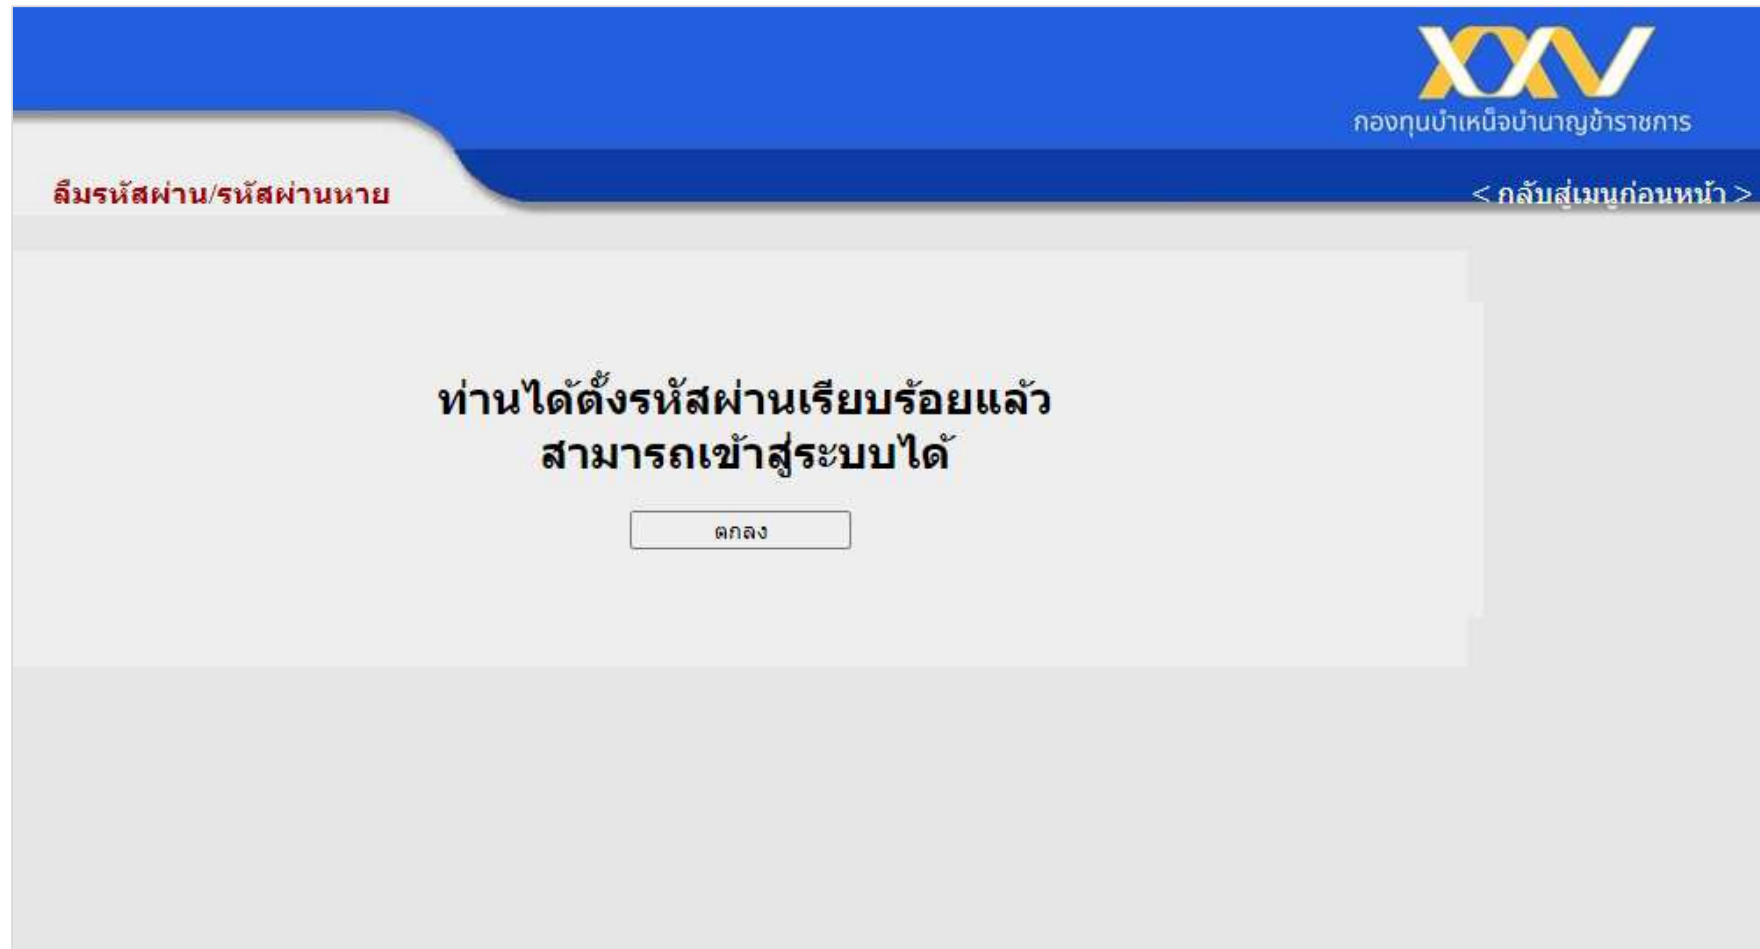 XXV
กองทุนบำเหน็จบำนาญข้าราชการ
ลืมรหัสผ่าน/รหัสผ่านหาย
< กลับสู่เมนูก่อนหน้า >
ท่านได้ตั้งรหัสผ่านเรียบร้อยแล้ว
สามารถเข้าสู่ระบบได้
ตกลง